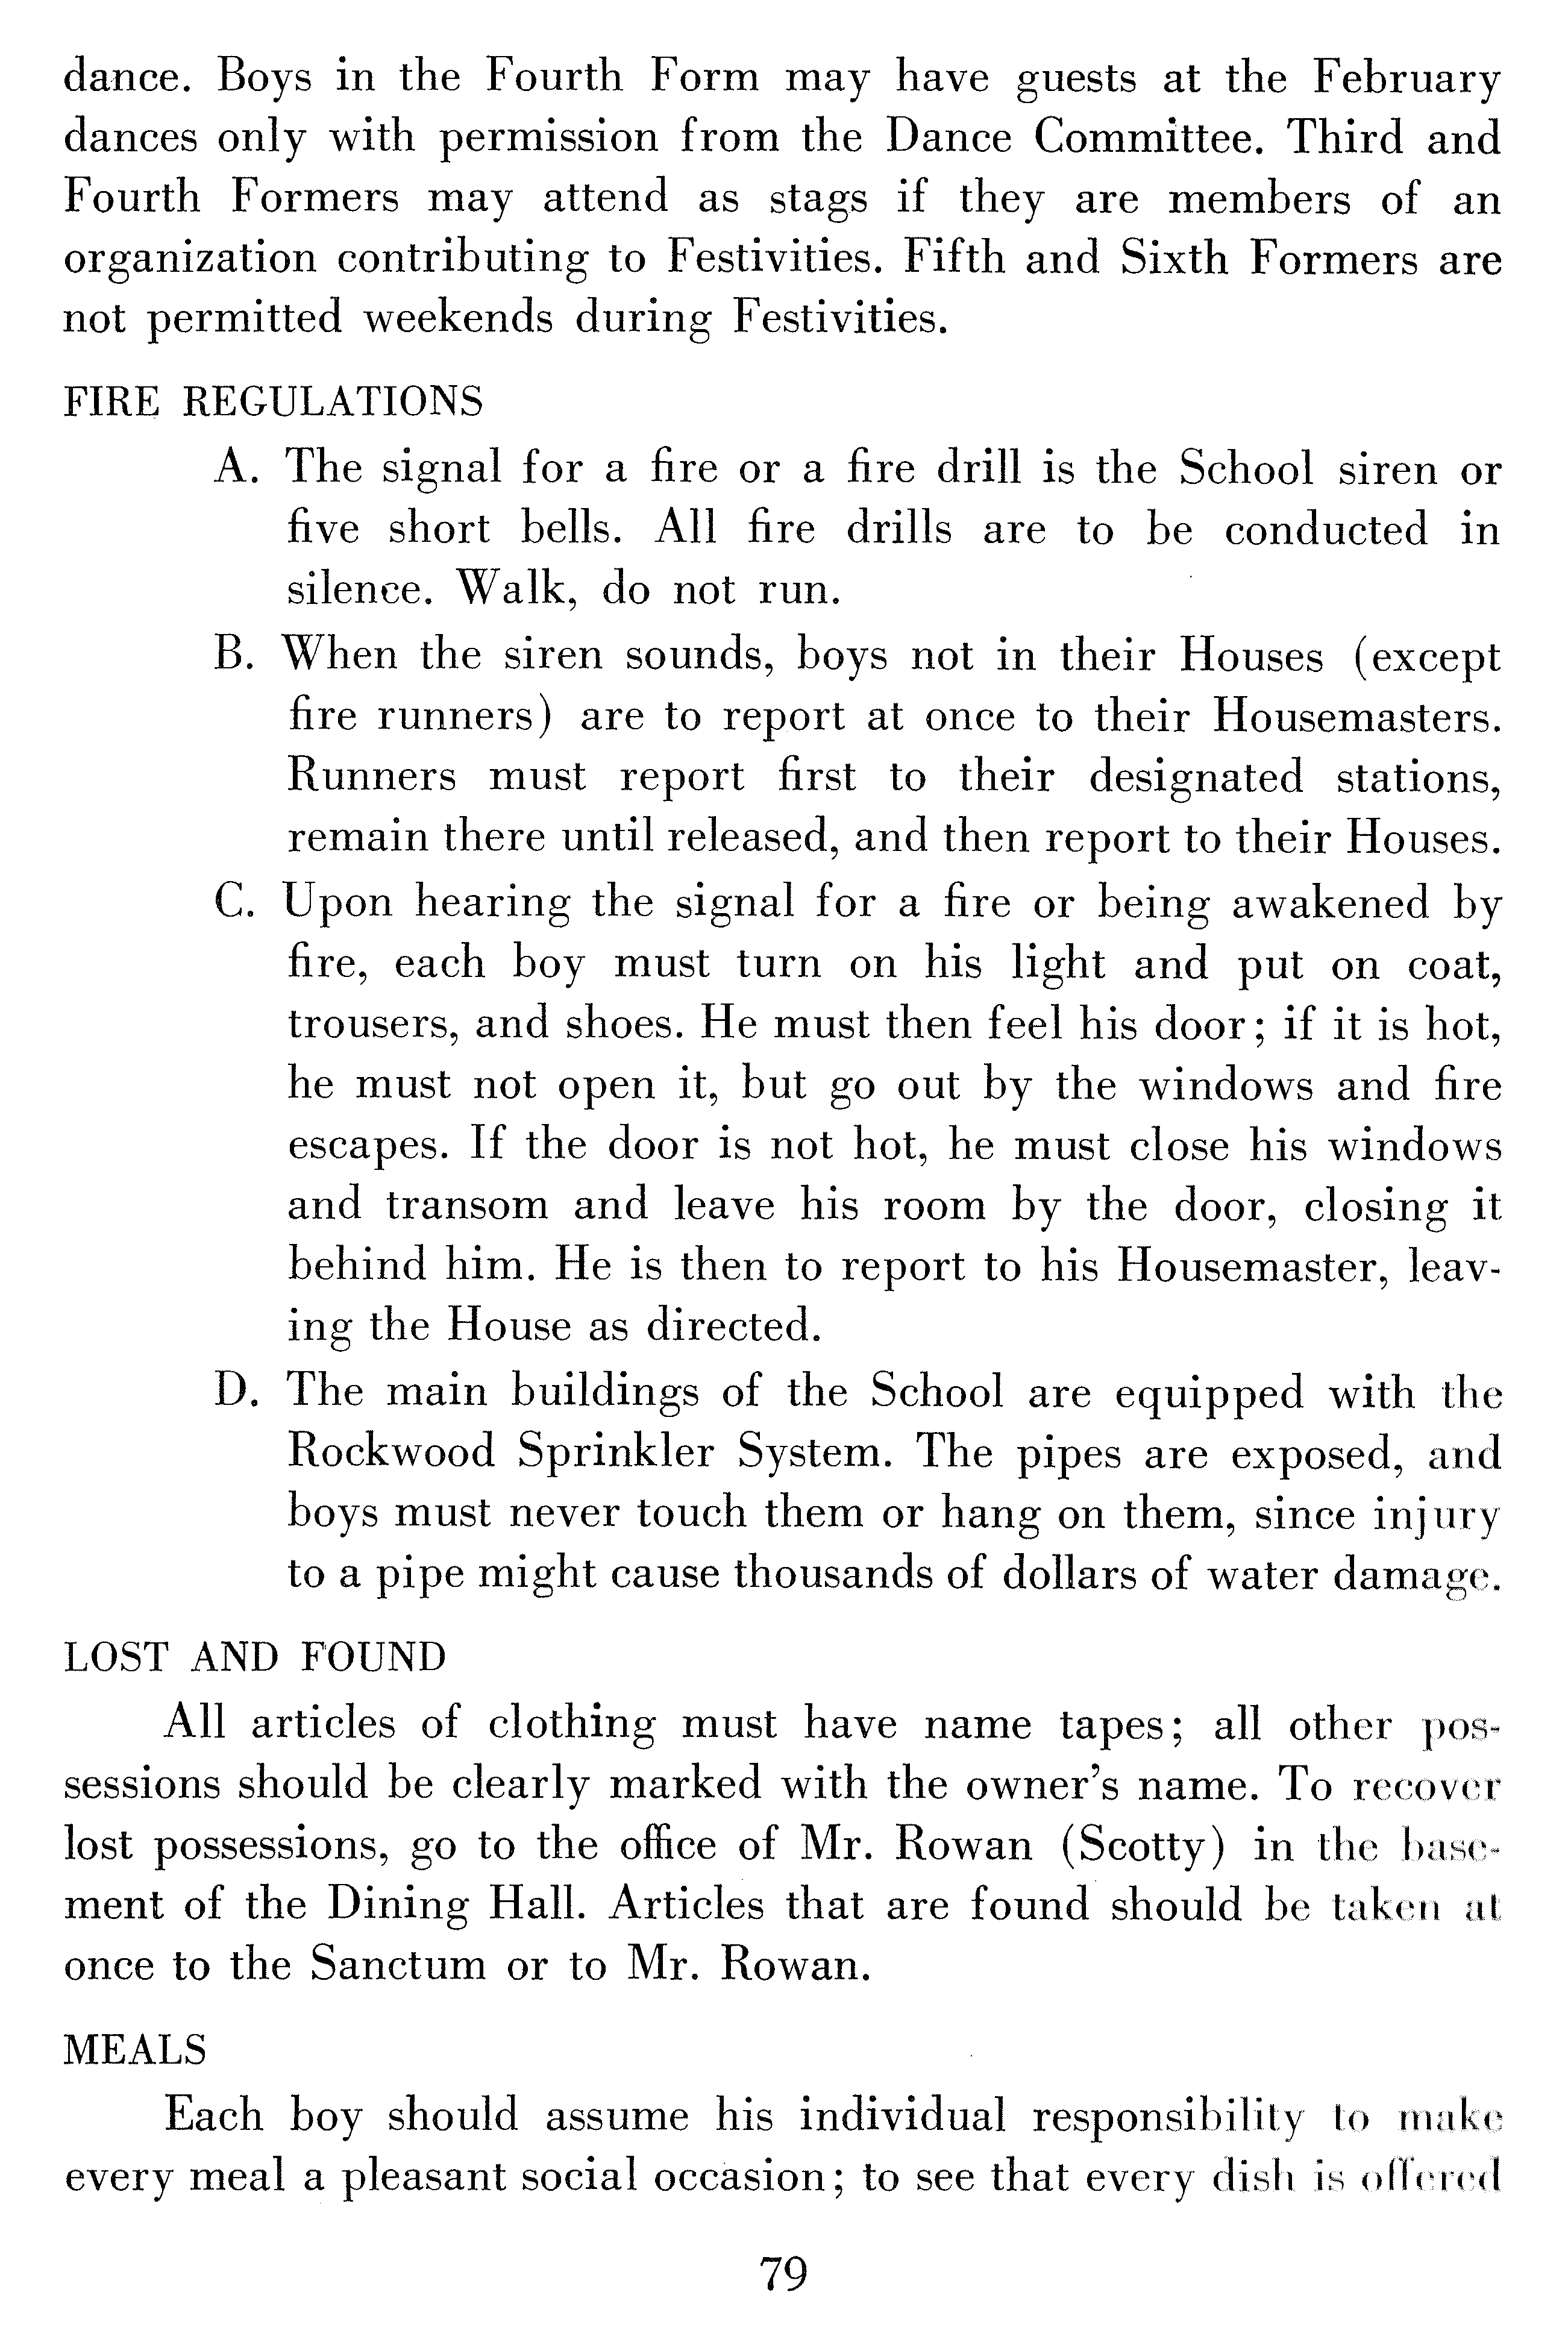 dance. Boys in the Fourth Form may have guests at the February
dances only with permission from the Dance Committee. Third and
Fourth Formers may attend as stags if they are members of an
organization contributing to Festivities. Fifth and Sixth Formers are
not permitted weekends during Festivities.
FIRE REGULATIONS
A. The signal for a fire or a fire drill is the School siren or
five short bells. All fire drills are to be conducted in
silence. Walk, do not run.
B. When the siren sounds, boys not in their Houses (except
fire runners) are to report at once to their Housemasters.
Runners must report first to their designated stations,
remain there until released, and then report to their Houses.
C. Upon hearing the signal for a fire or being awakened by
fire, each boy must turn on his light and put on coat,
trousers, and shoes. He must then feel his door; if it is hot,
he must not open it, but go out by the windows and fire
escapes. If the door is not hot, he must close his windows
and transom and leave his room by the door, closing it
behind him. He is then to report to his Housemaster, leav-
ing the House as directed.
D. The main buildings of the School are equipped with the
Rockwood Sprinkler System. The pipes are exposed, and
boys must never touch them or hang on them, since injury
to a pipe might cause thousands of dollars of water damage.
LOST AND FOUND
All articles of clothing must have name tapes; all other pos-
sessions should be clearly marked with the owner's name. To recover
lost possessions, go to the office of Mr. Rowan (Scotty) in the base-
ment of the Dining Hall. Articles that are found should be taken at
once to the Sanctum or to Mr. Rowan.
MEALS
Each boy should assume his individual responsibility to make
every meal a pleasant social occasion; to see that every dish is offered
79